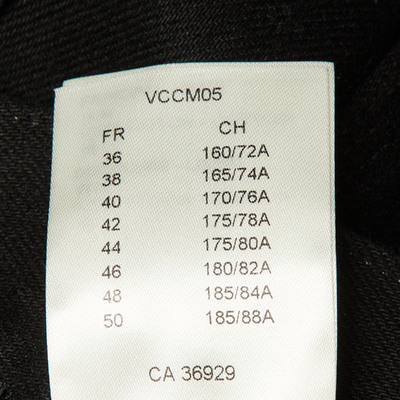 VCCM05
FR CH
36 160/72A
38 165/74A
40 170/76A
42 175/78A
44 175/80A
46 180/82A
48 185/84A
50 185/88A
CA 36929